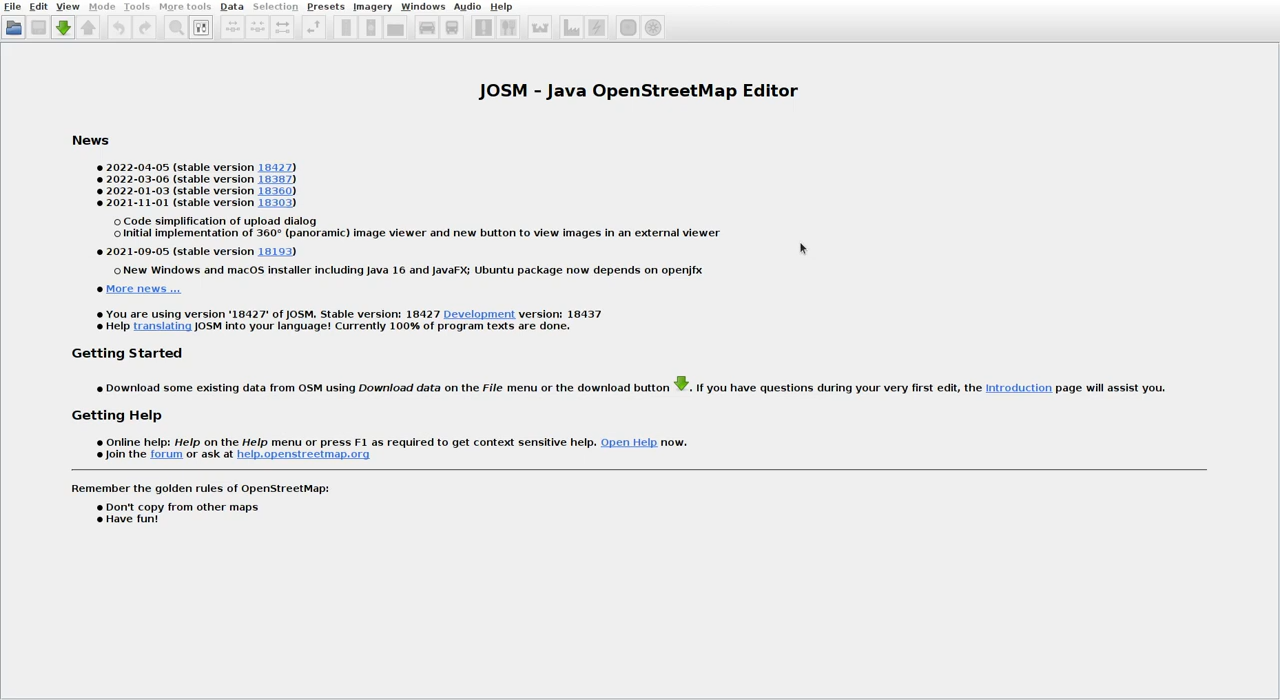 File Edit View Mode Tools More tools Data Selection Presets Imagery Windows Audio Help
JOSM – Java OpenStreetMap Editor
News
2022-04-05 (stable version 18427)
2022-03-06 (stable version 18387)
2022-01-03 (stable version 18360)
2021-11-01 (stable version 18303)
Code simplification of upload dialog
Initial implementation of 360° (panoramic) image viewer and new button to view images in an external viewer
2021-09-05 (stable version 18193)
New Windows and macOS installer including Java 16 and JavaFX; Ubuntu package now depends on openjfx
More news ...
You are using version '18427' of JOSM. Stable version: 18427 Development version: 18437
Help translating JOSM into your language! Currently 100% of program texts are done.
Getting Started
Download some existing data from OSM using Download data on the File menu or the download button . If you have questions during your very first edit, the Introduction page will assist you.
Getting Help
Online help: Help on the Help menu or press F1 as required to get context sensitive help. Open Help now.
Join the forum or ask at help.openstreetmap.org
Remember the golden rules of OpenStreetMap:
Don't copy from other maps
Have fun!